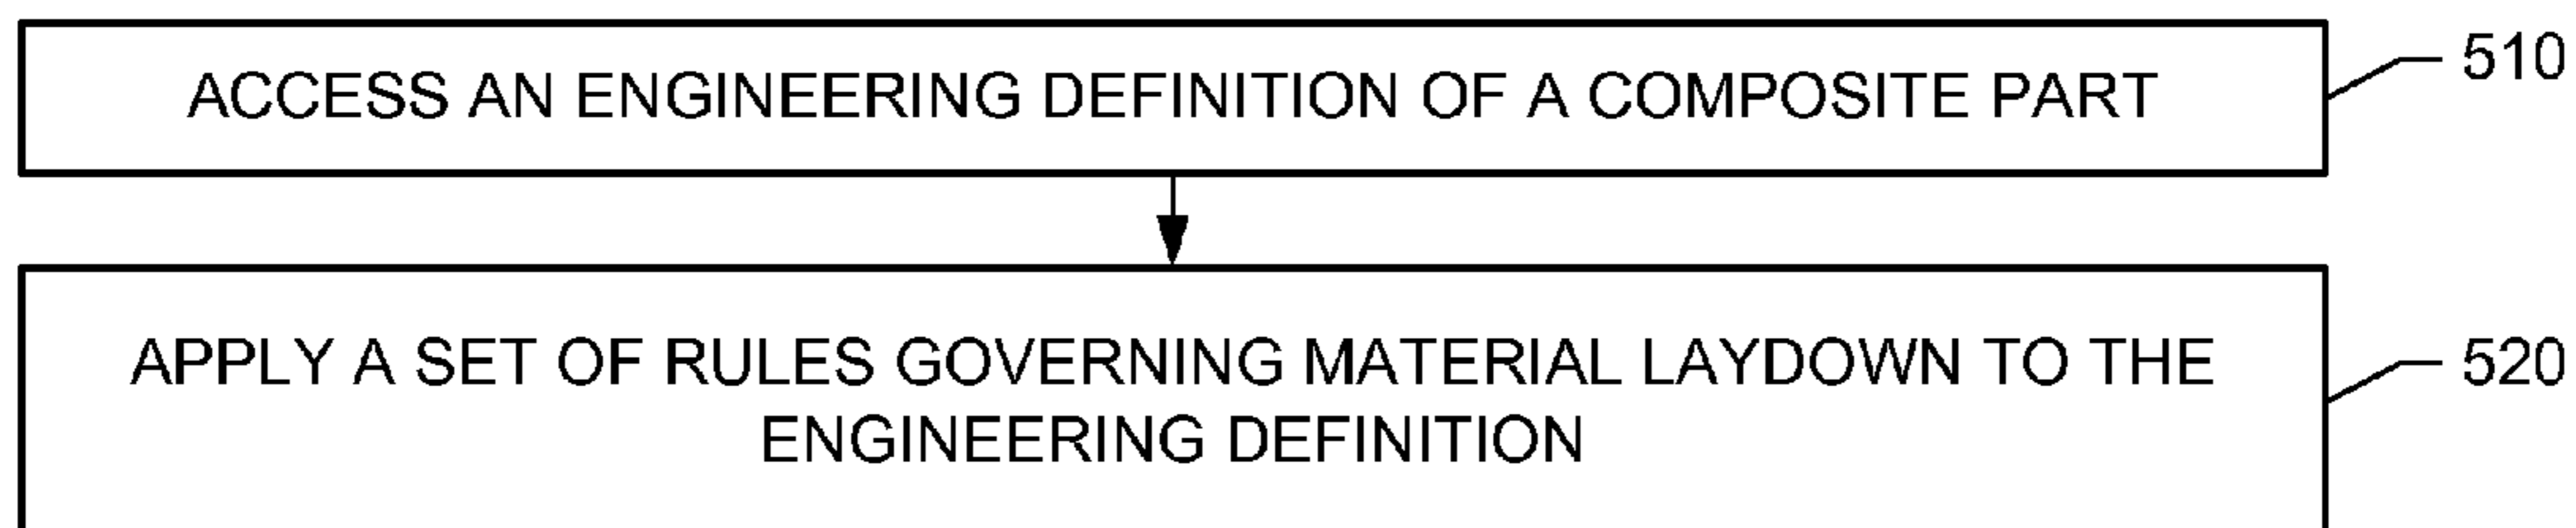 ACCESS AN ENGINEERING DEFINITION OF A COMPOSITE PART
510
APPLY A SET OF RULES GOVERNING MATERIAL LAYDOWN TO THE
ENGINEERING DEFINITION
520